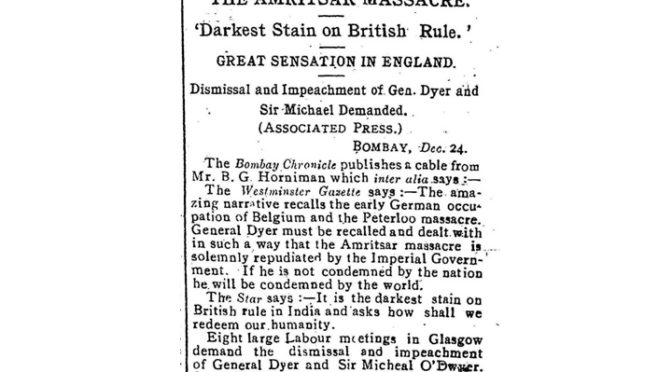 THE AMRITSAR MASSACRE.
'Darkest Stain on British Rule.'
GREAT SENSATION IN ENGLAND.
Dismissal and Impeachment of Gen. Dyer and
Sir Michael Demanded.
(ASSOCIATED PRESS.)
BOMBAY, Dec. 24.
The Bombay Chronicle publishes a cable from
Mr. B. G. Horniman which inter alia says :—
The Westminster Gazette says :—The ama-
zing narrative recalls the early German occu-
pation of Belgium and the Peterloo massacre.
General Dyer must be recalled and dealt with
in such a way that the Amritsar massacre is
solemnly repudiated by the Imperial Govern-
ment. If he is not condemned by the nation
he will be condemned by the world.
The Star says :—It is the darkest stain on
British rule in India and asks how shall we
redeem our humanity.
Eight large Labour meetings in Glasgow
demand the dismissal and impeachment
of General Dyer and Sir Micheal O'Dwyer.